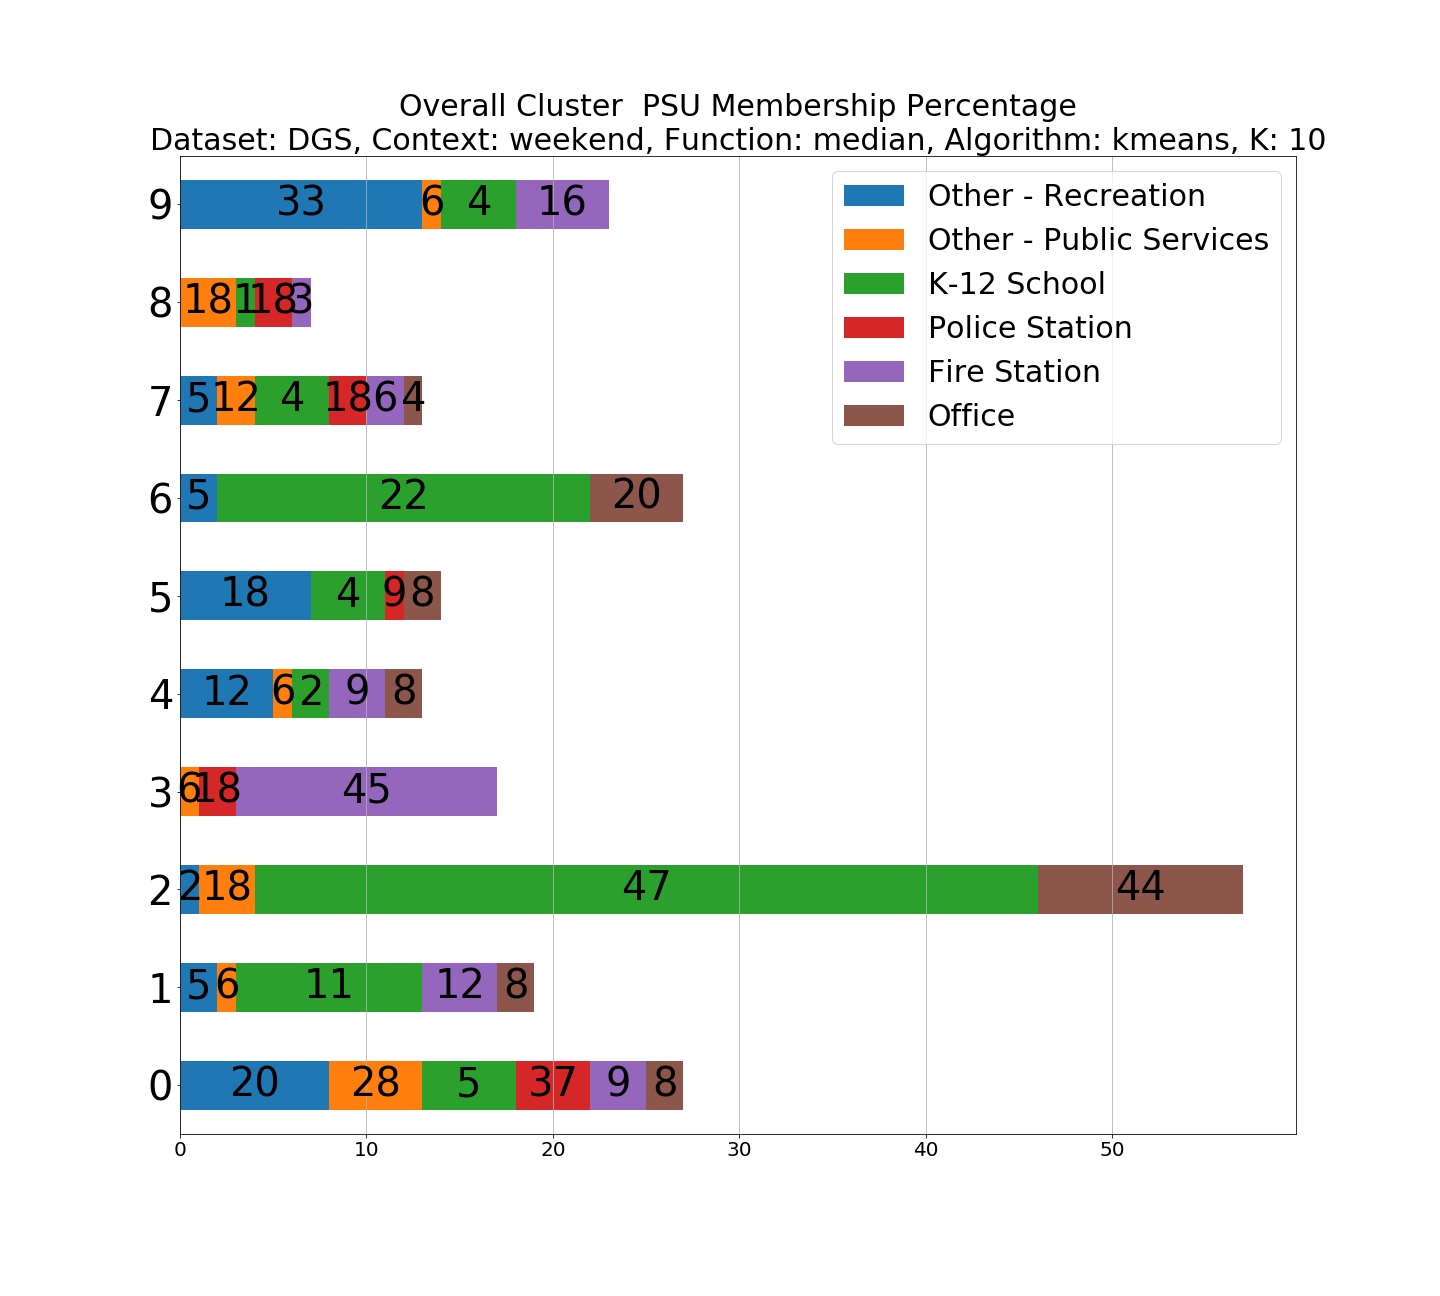 Overall Cluster  PSU Membership Percentage
Dataset: DGS, Context: weekend, Function: median, Algorithm: kmeans, K: 10
Other - Recreation
Other - Public Services
K-12 School
Police Station
Fire Station
Office
9 33 6 4 16
8 18 1 18 3
7 5 12 4 18 6 4
6 5 22 20
5 18 4 9 8
4 12 6 2 9 8
3 6 18 45
2 2 18 47 44
1 5 6 11 12 8
0 20 28 5 37 9 8
0 10 20 30 40 50